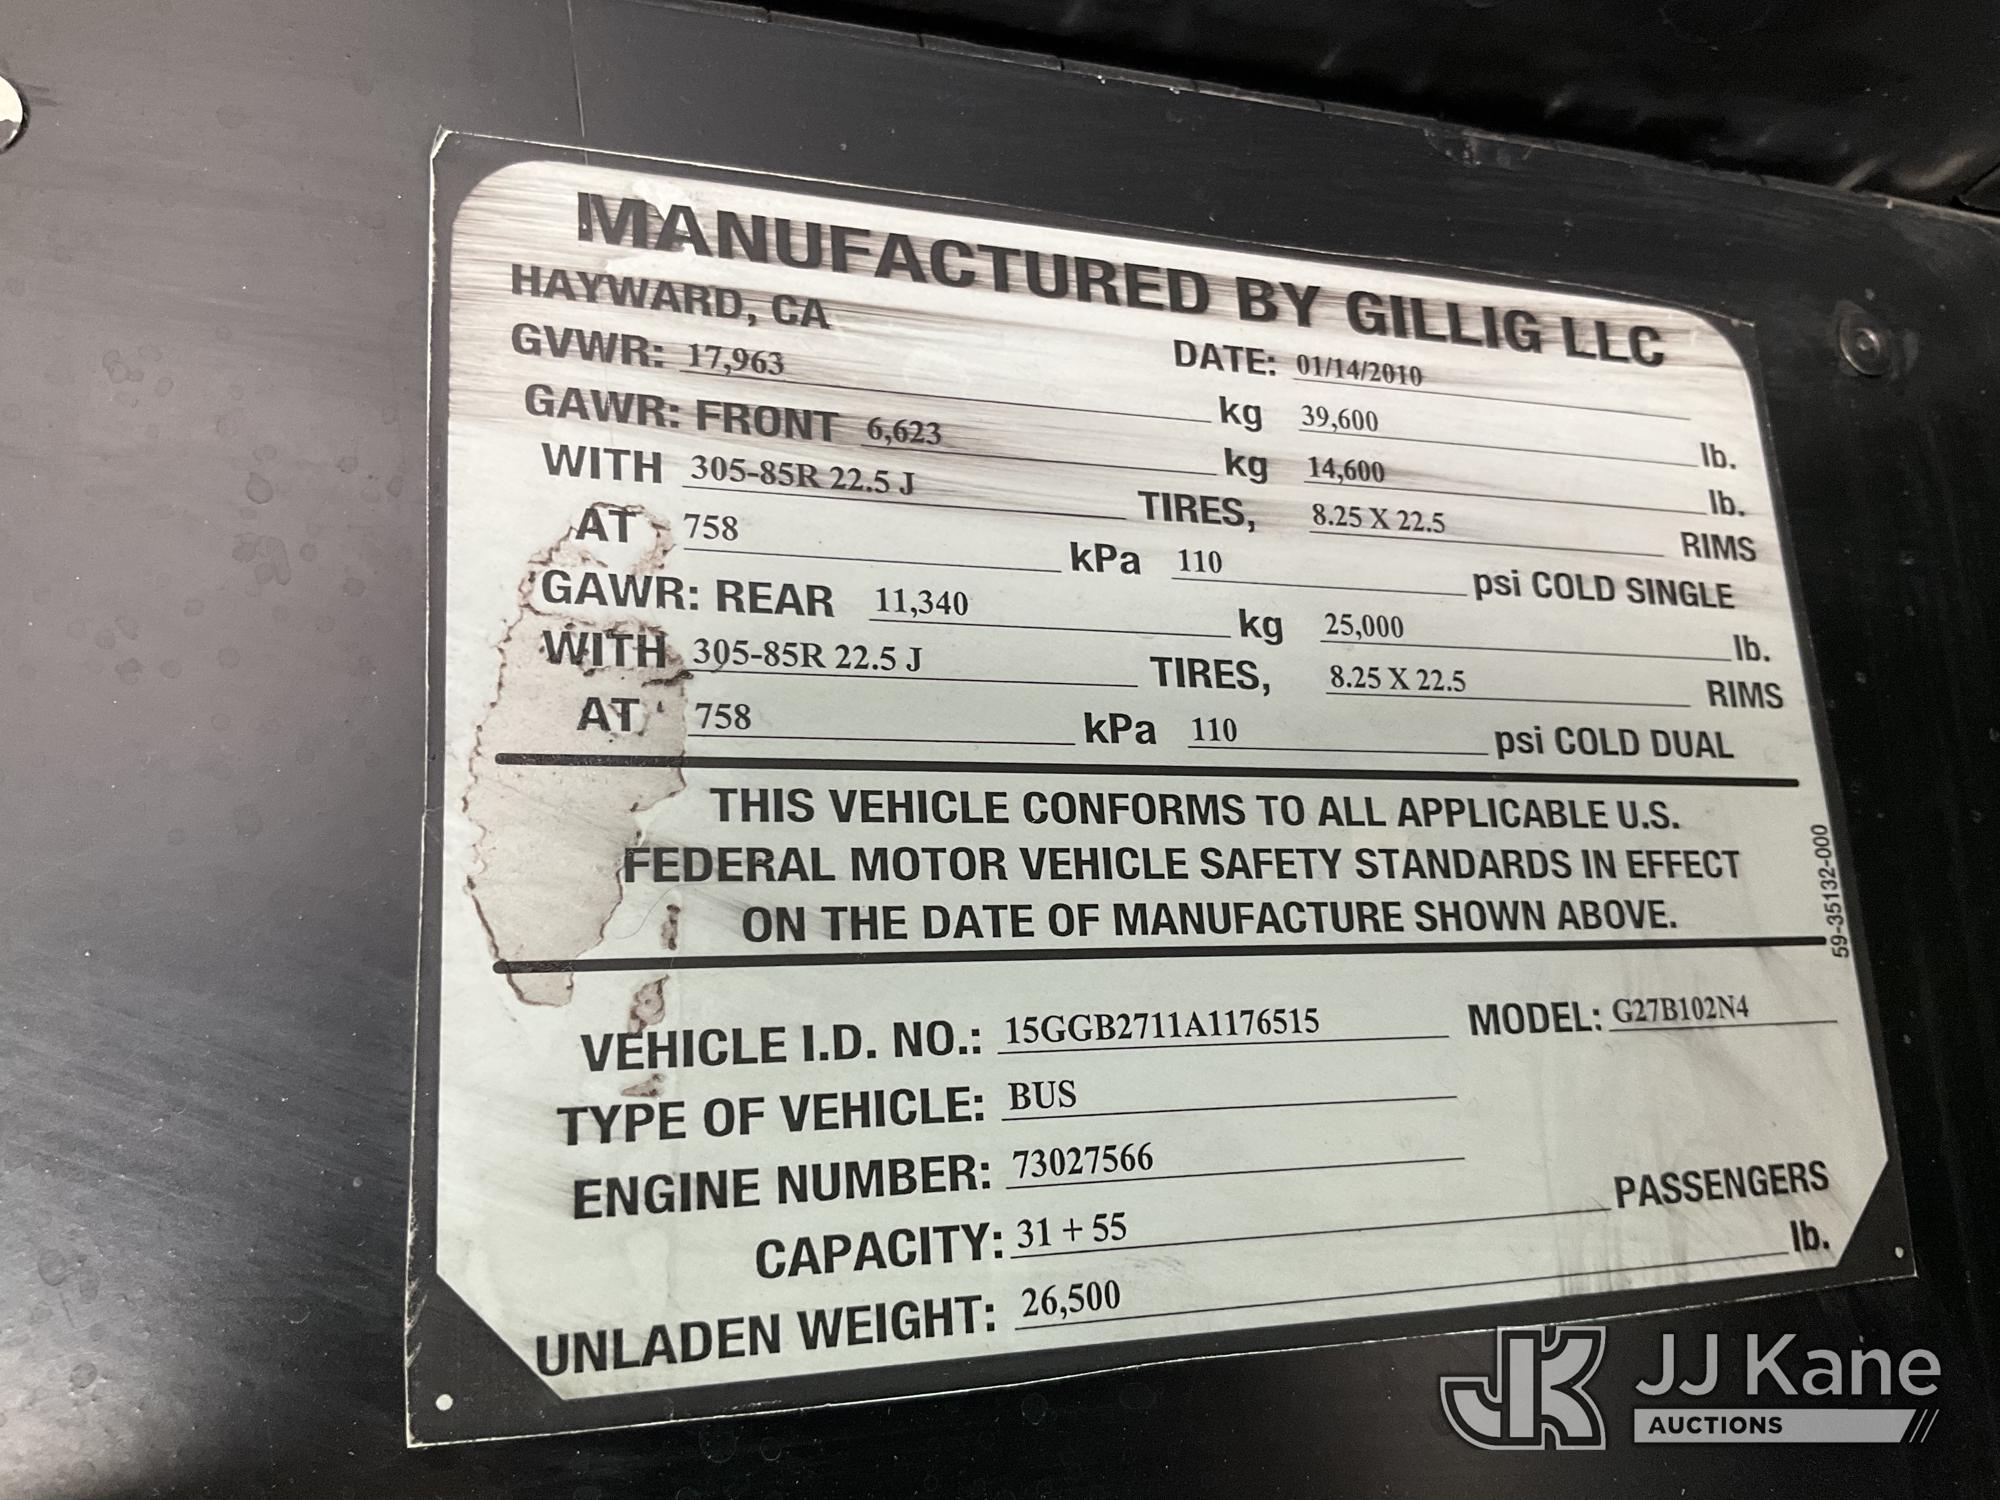 MANUFACTURED BY GILLIG LLC
HAYWARD, CA DATE: 01/14/2010
GVWR: 17,963 kg 39,600 lb.
GAWR: FRONT 6,623 kg 14,600 lb.
WITH 305-85R 22.5 J TIRES, 8.25 X 22.5 RIMS
AT 758 kPa 110 psi COLD SINGLE
GAWR: REAR 11,340 kg 25,000 lb.
WITH 305-85R 22.5 J TIRES, 8.25 X 22.5 RIMS
AT 758 kPa 110 psi COLD DUAL
THIS VEHICLE CONFORMS TO ALL APPLICABLE U.S.
FEDERAL MOTOR VEHICLE SAFETY STANDARDS IN EFFECT
ON THE DATE OF MANUFACTURE SHOWN ABOVE.
59-35132-000
VEHICLE I.D. NO.: 15GGB2711A1176515 MODEL: G27B102N4
TYPE OF VEHICLE: BUS
ENGINE NUMBER: 73027566
CAPACITY: 31 + 55 PASSENGERS
UNLADEN WEIGHT: 26,500 lb.
JK JJ Kane
AUCTIONS